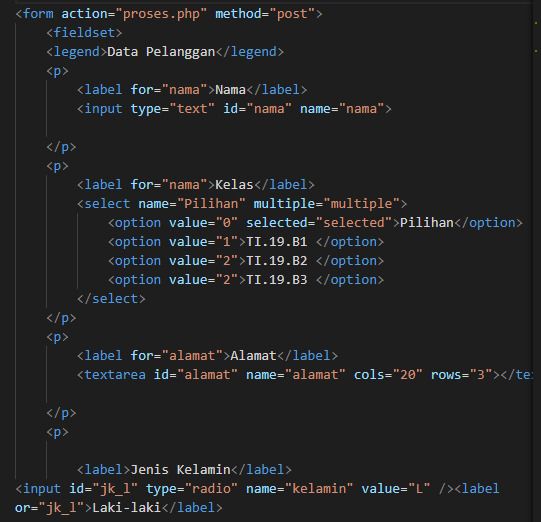 <form action="proses.php" method="post">
<fieldset>
<legend>Data Pelanggan</legend>
<p>
<label for="nama">Nama</label>
<input type="text" id="nama" name="nama">
</p>
<p>
<label for="nama">Kelas</label>
<select name="Pilihan" multiple="multiple">
<option value="0" selected="selected">Pilihan</option>
<option value="1">TI.19.B1 </option>
<option value="2">TI.19.B2 </option>
<option value="2">TI.19.B3 </option>
</select>
</p>
<p>
<label for="alamat">Alamat</label>
<textarea id="alamat" name="alamat" cols="20" rows="3"></te
</p>
<p>
<label>Jenis Kelamin</label>
<input id="jk_l" type="radio" name="kelamin" value="L" /><label
or="jk_l">Laki-laki</label>